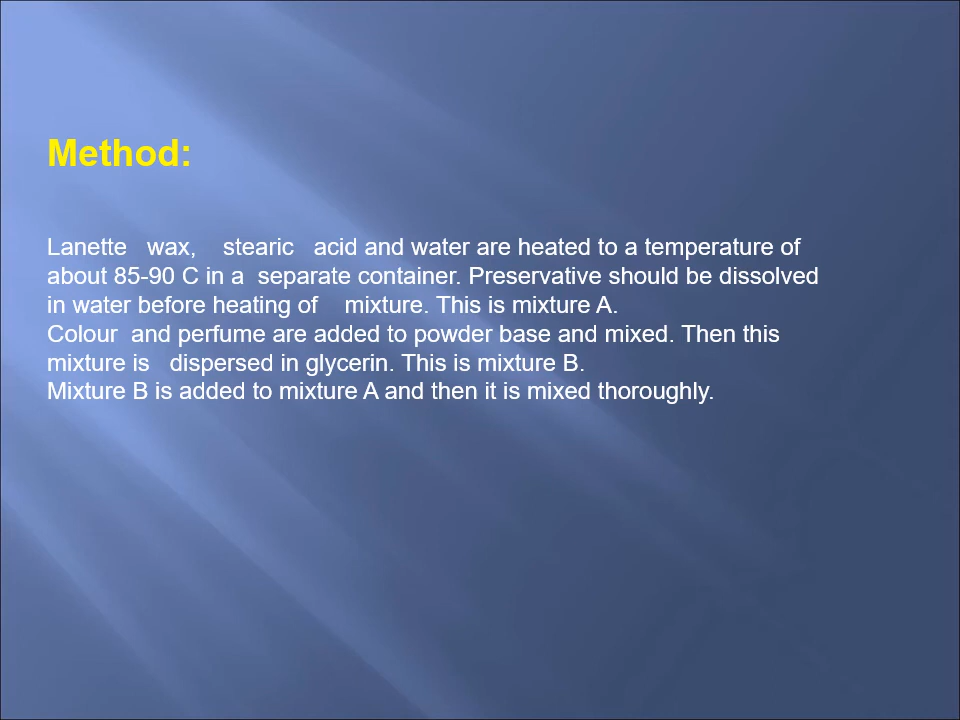 Method:
Lanette wax, stearic acid and water are heated to a temperature of
about 85-90 C in a separate container. Preservative should be dissolved
in water before heating of mixture. This is mixture A.
Colour and perfume are added to powder base and mixed. Then this
mixture is dispersed in glycerin. This is mixture B.
Mixture B is added to mixture A and then it is mixed thoroughly.